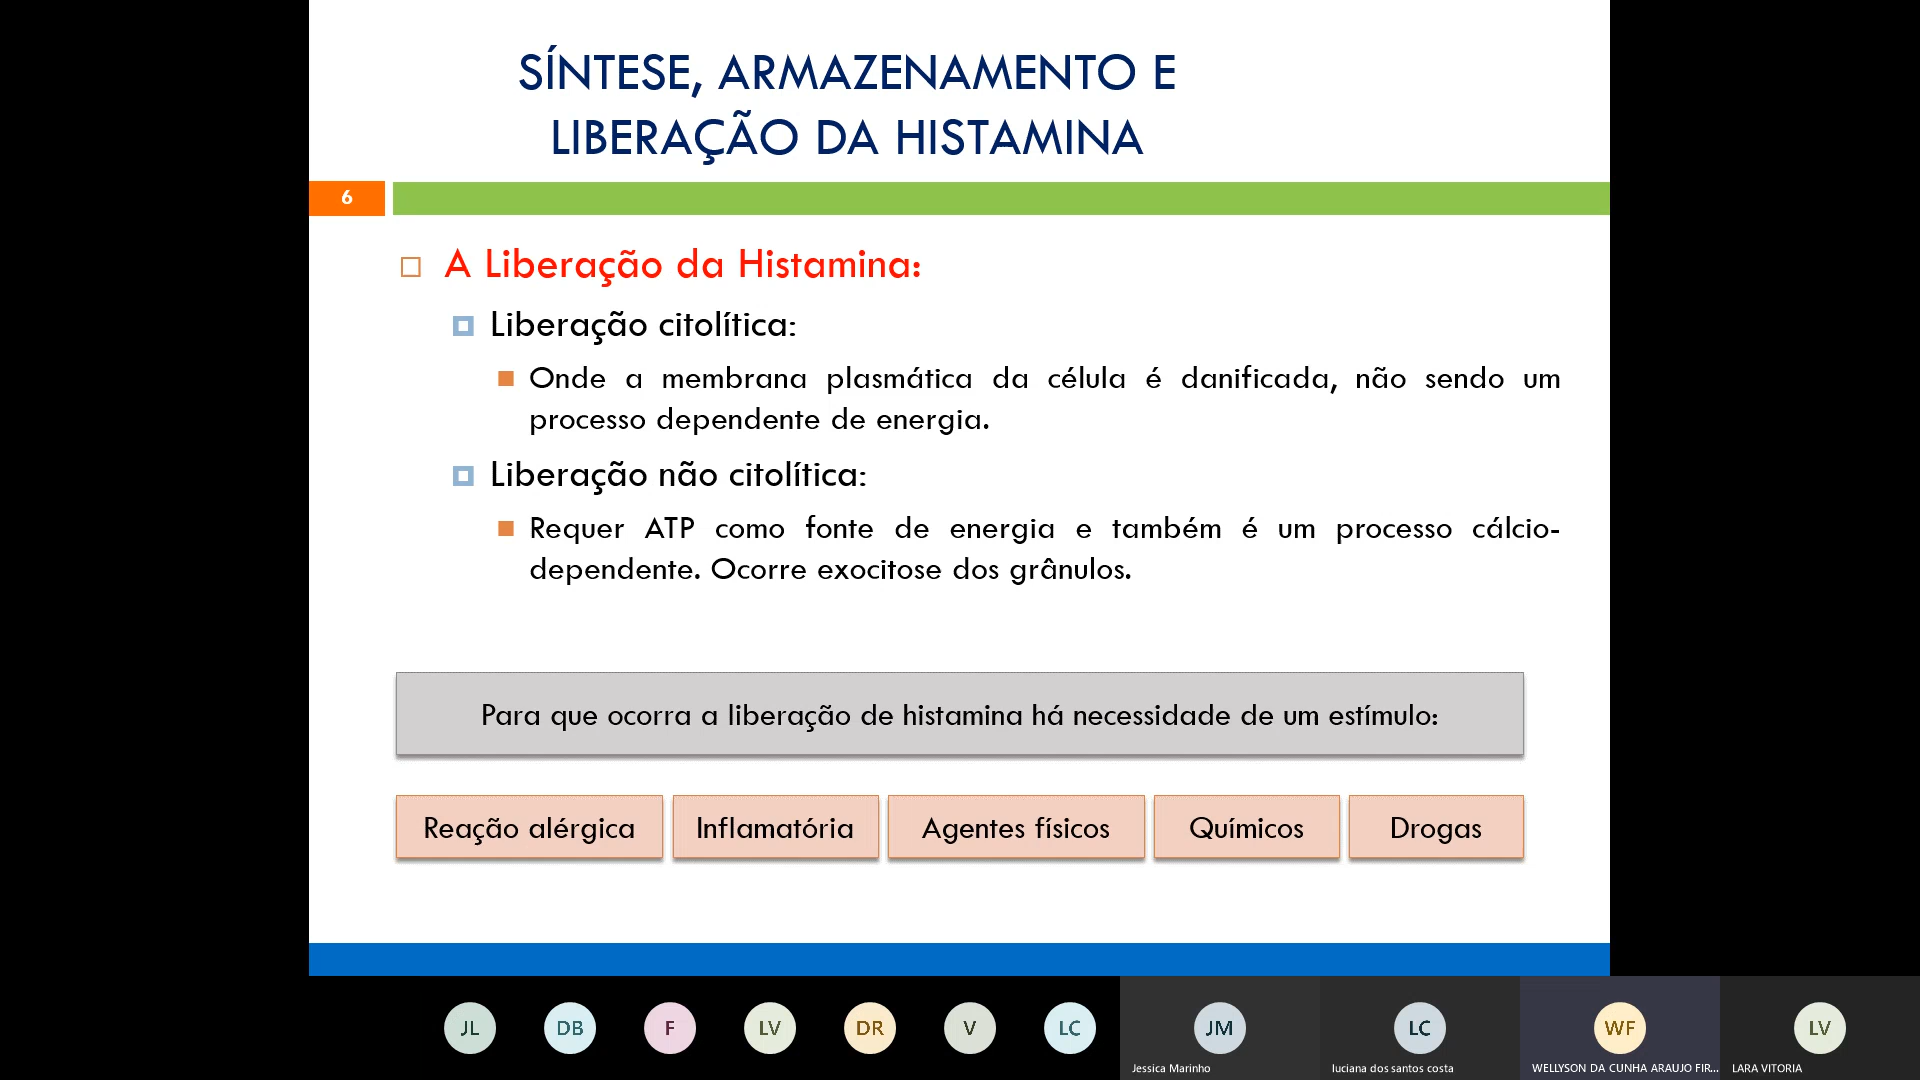 SÍNTESE, ARMAZENAMENTO E
LIBERAÇÃO DA HISTAMINA
6
A Liberação da Histamina:
Liberação citolítica:
Onde a membrana plasmática da célula é danificada, não sendo um
processo dependente de energia.
Liberação não citolítica:
Requer ATP como fonte de energia e também é um processo cálcio-
dependente. Ocorre exocitose dos grânulos.
Para que ocorra a liberação de histamina há necessidade de um estímulo:
Reação alérgica
Inflamatória
Agentes físicos
Químicos
Drogas
JL
DB
F
LV
DR
V
LC
JM
LC
WF
LV
Jessica Marinho
luciana dos santos costa
WELLYSON DA CUNHA ARAUJO FIR...
LARA VITORIA